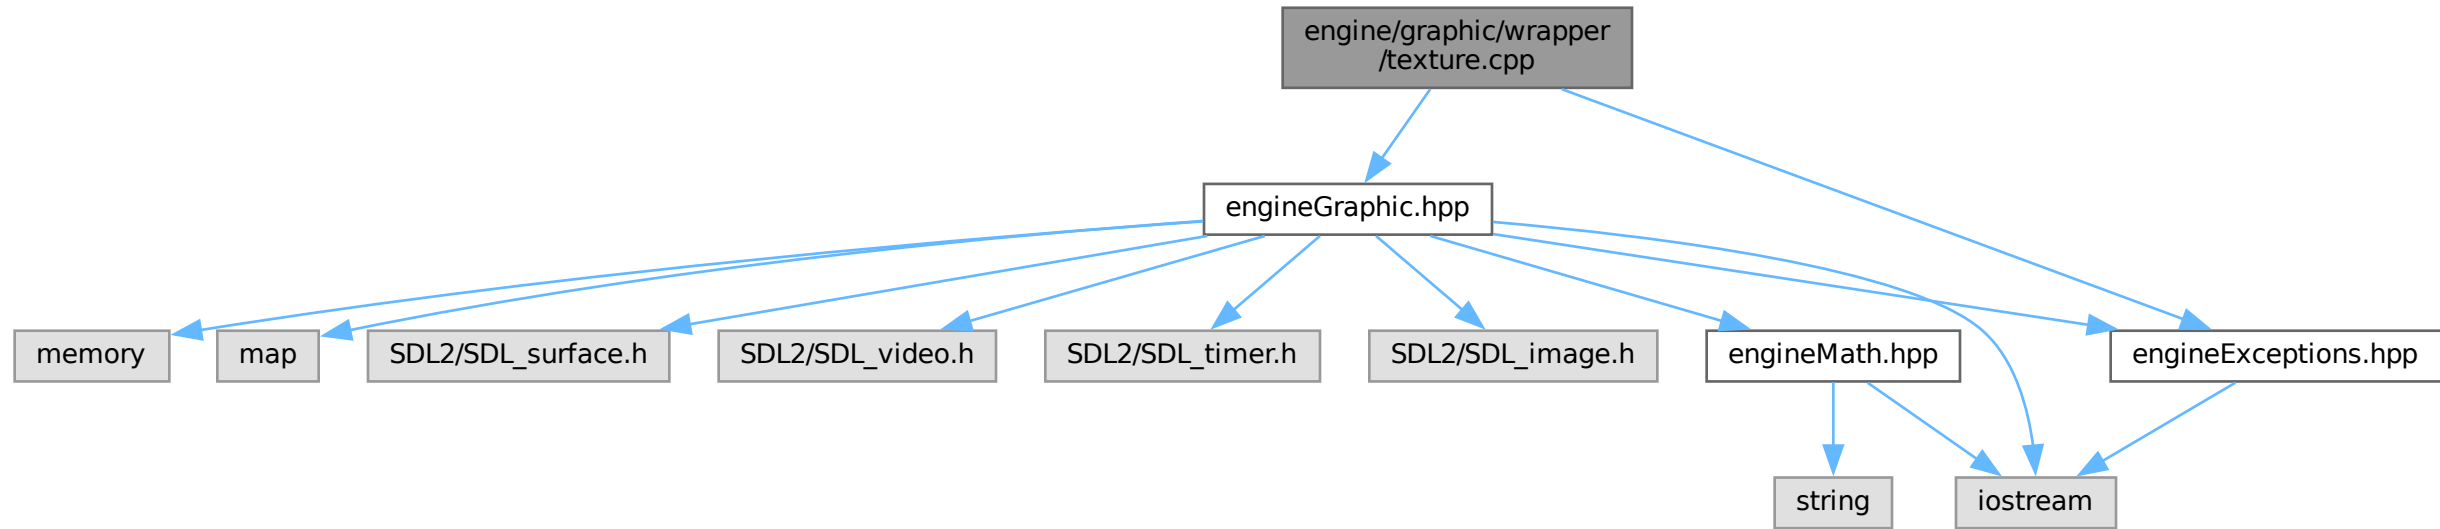 engine/graphic/wrapper
/texture.cpp
engineGraphic.hpp
memory
map
SDL2/SDL_surface.h
SDL2/SDL_video.h
SDL2/SDL_timer.h
SDL2/SDL_image.h
engineMath.hpp
engineExceptions.hpp
string
iostream